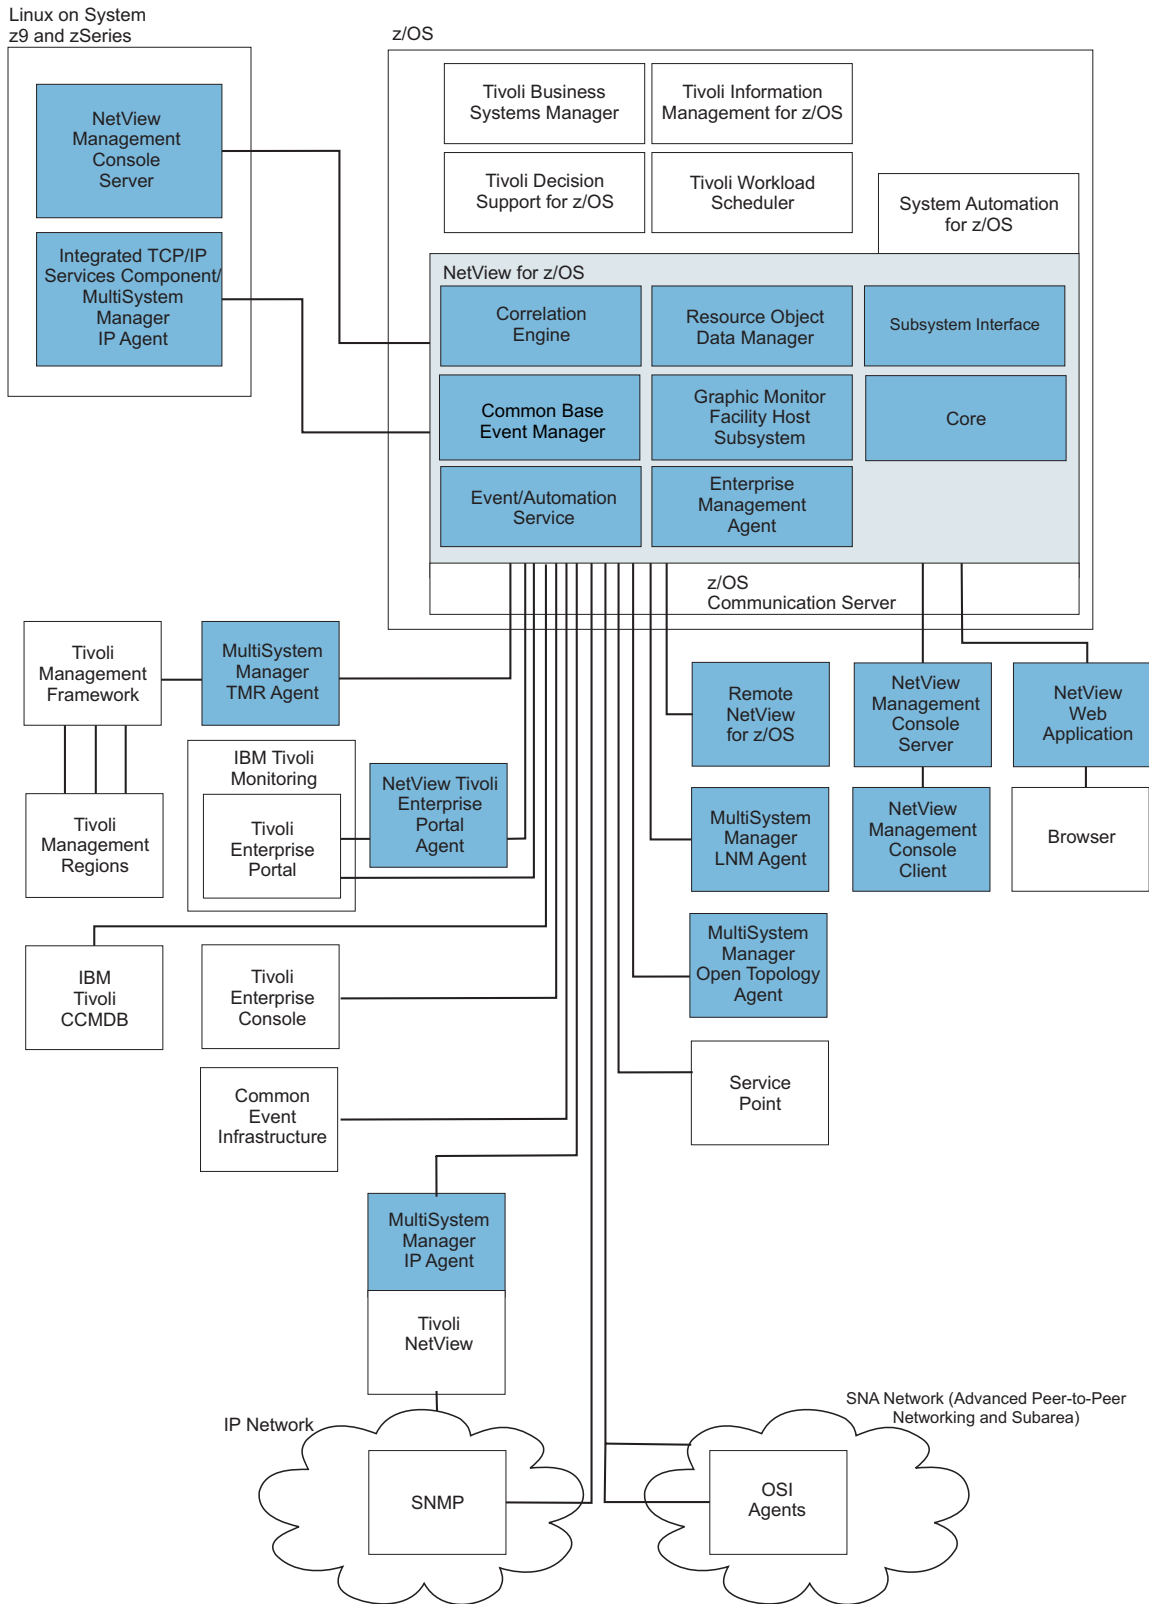 Linux on System
z9 and zSeries
NetView
Management
Console
Server
Integrated TCP/IP
Services Component/
MultiSystem
Manager
IP Agent
z/OS
Tivoli Business
Systems Manager
Tivoli Information
Management for z/OS
Tivoli Decision
Support for z/OS
Tivoli Workload
Scheduler
System Automation
for z/OS
NetView for z/OS
Correlation
Engine
Resource Object
Data Manager
Subsystem Interface
Common Base
Event Manager
Graphic Monitor
Facility Host
Subsystem
Core
Event/Automation
Service
Enterprise
Management
Agent
z/OS
Communication Server
Tivoli
Management
Framework
MultiSystem
Manager
TMR Agent
Remote
NetView
for z/OS
NetView
Management
Console
Server
NetView
Web
Application
IBM Tivoli
Monitoring
Tivoli
Enterprise
Portal
NetView Tivoli
Enterprise
Portal
Agent
Tivoli
Management
Regions
MultiSystem
Manager
LNM Agent
NetView
Management
Console
Client
Browser
IBM
Tivoli
CCMDB
Tivoli
Enterprise
Console
MultiSystem
Manager
Open Topology
Agent
Common
Event
Infrastructure
Service
Point
MultiSystem
Manager
IP Agent
Tivoli
NetView
IP Network
SNMP
SNA Network (Advanced Peer-to-Peer
Networking and Subarea)
OSI
Agents